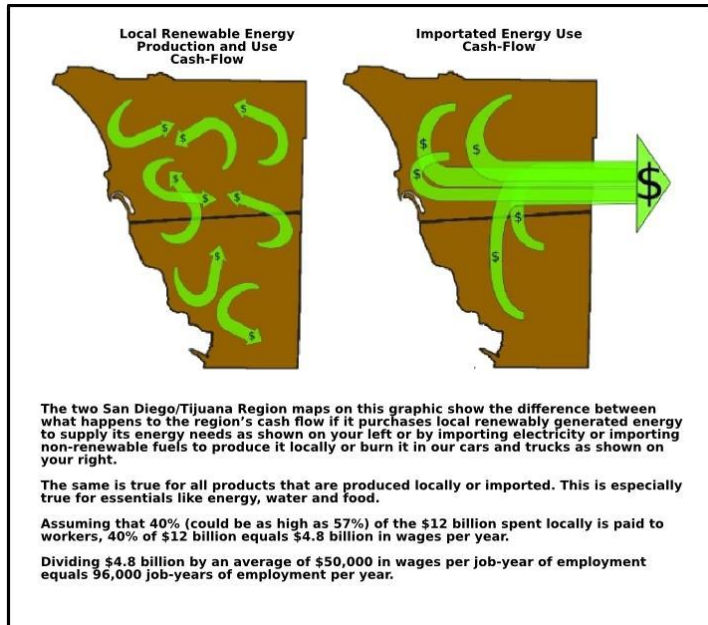 Local Renewable Energy
Production and Use
Cash-Flow
Importated Energy Use
Cash-Flow
$
$
$
$
$
$
$
$
$
$
$
$
$
$
The two San Diego/Tijuana Region maps on this graphic show the difference between
what happens to the region's cash flow if it purchases local renewably generated energy
to supply its energy needs as shown on your left or by importing electricity or importing
non-renewable fuels to produce it locally or burn it in our cars and trucks as shown on
your right.
The same is true for all products that are produced locally or imported. This is especially
true for essentials like energy, water and food.
Assuming that 40% (could be as high as 57%) of the $12 billion spent locally is paid to
workers, 40% of $12 billion equals $4.8 billion in wages per year.
Dividing $4.8 billion by an average of $50,000 in wages per job-year of employment
equals 96,000 job-years of employment per year.